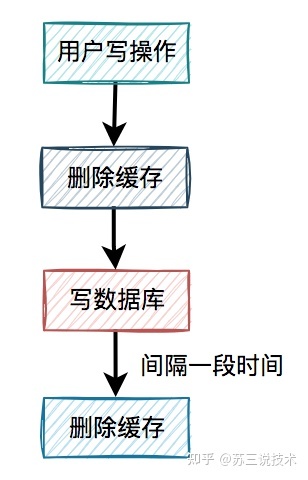 用户写操作
删除缓存
写数据库
间隔一段时间
删除缓存
知乎 @苏三说技术